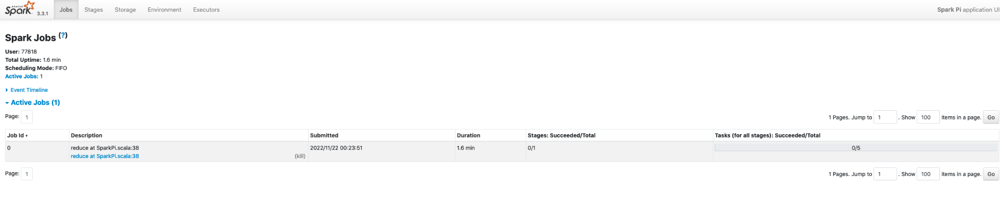 APACHE Spark 3.3.1 Jobs Stages Storage Environment Executors Spark Pi application UI
Spark Jobs (?)
User: 77818
Total Uptime: 1.6 min
Scheduling Mode: FIFO
Active Jobs: 1
Event Timeline
Active Jobs (1)
Page: 1 1 Pages. Jump to 1 . Show 100 items in a page. Go
Job Id Description Submitted Duration Stages: Succeeded/Total Tasks (for all stages): Succeeded/Total
0 reduce at SparkPi.scala:38 2022/11/22 00:23:51 1.6 min 0/1 0/5
reduce at SparkPi.scala:38 (kill)
Page: 1 1 Pages. Jump to 1 . Show 100 items in a page. Go